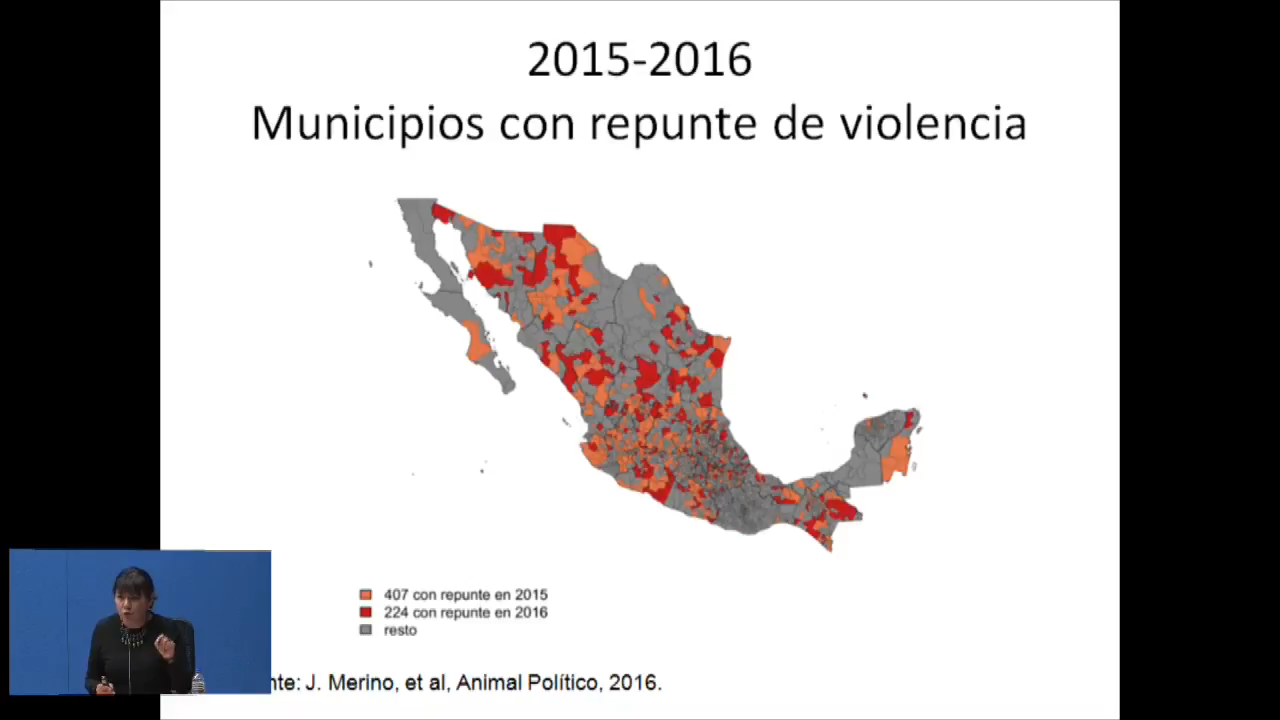 2015-2016
Municipios con repunte de violencia
407 con repunte en 2015
224 con repunte en 2016
resto
nte: J. Merino, et al, Animal Político, 2016.